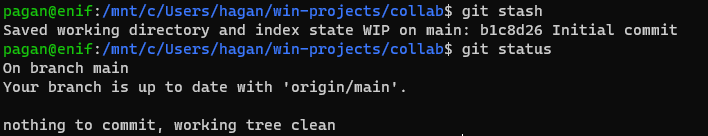 pagan@enif:/mnt/c/Users/hagan/win-projects/collab$ git stash
Saved working directory and index state WIP on main: b1c8d26 Initial commit
pagan@enif:/mnt/c/Users/hagan/win-projects/collab$ git status
On branch main
Your branch is up to date with 'origin/main'.
nothing to commit, working tree clean